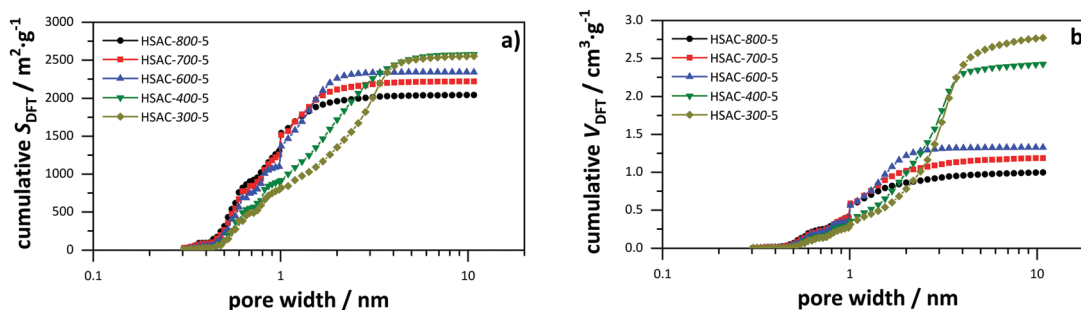 a)
HSAC-800-5
HSAC-700-5
HSAC-600-5
HSAC-400-5
HSAC-300-5
cumulative S_DFT / m²·g⁻¹
3000
2500
2000
1500
1000
500
0
0.1
1
10
pore width / nm
b)
HSAC-800-5
HSAC-700-5
HSAC-600-5
HSAC-400-5
HSAC-300-5
cumulative V_DFT / cm³·g⁻¹
3.0
2.5
2.0
1.5
1.0
0.5
0.0
0.1
1
10
pore width / nm